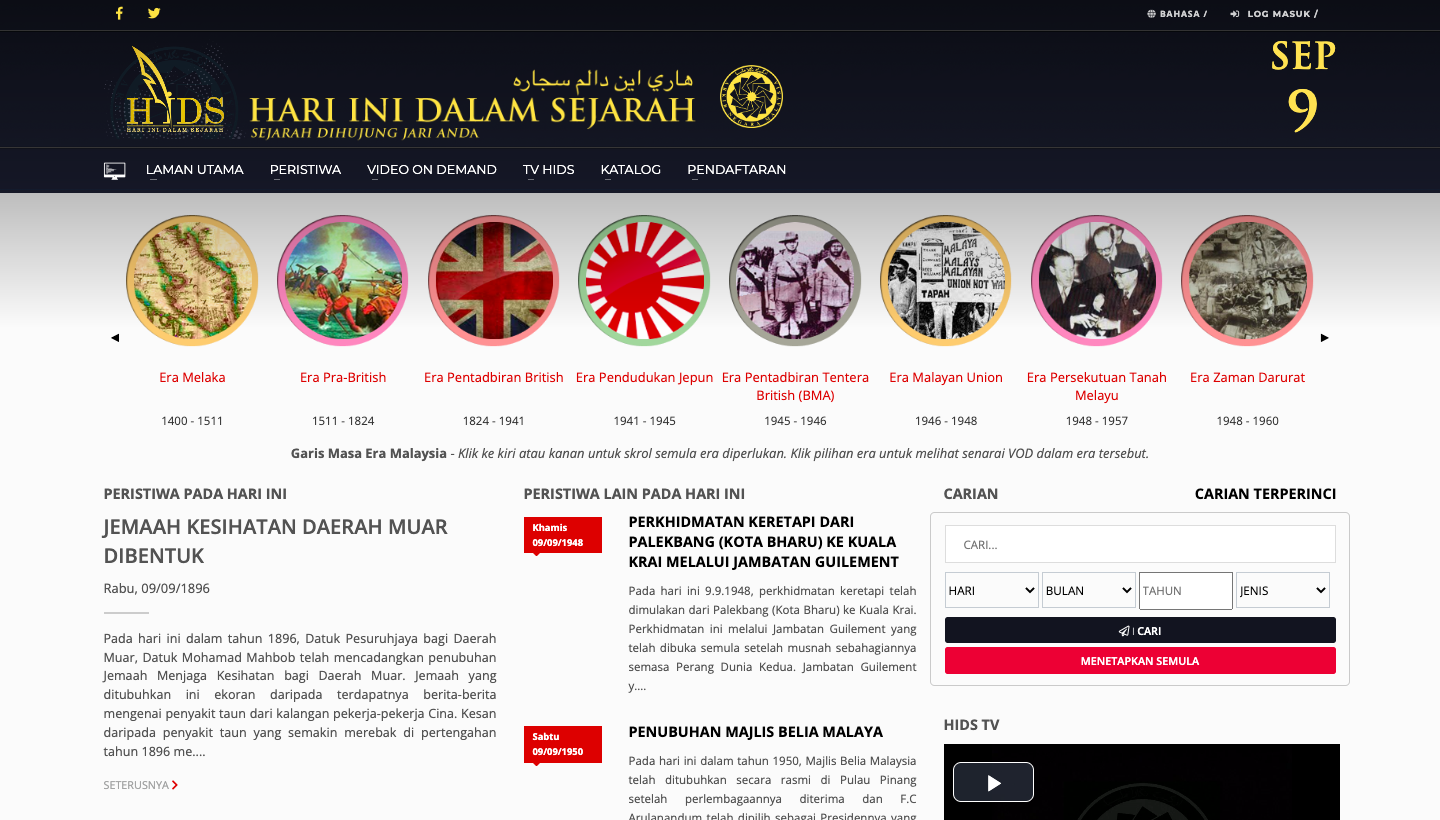 BAHASA /
LOG MASUK /
HIDS
HARI INI DALAM SEJARAH
هاري اين دالم سجاره
HARI INI DALAM SEJARAH
SEJARAH DIHUJUNG JARI ANDA
SEP
9
LAMAN UTAMA
PERISTIWA
VIDEO ON DEMAND
TV HIDS
KATALOG
PENDAFTARAN
MALAYA
FOR
MALAYS
MALAYAN
UNION NOT WAN
TAPAH
Era Melaka
Era Pra-British
Era Pentadbiran British
Era Pendudukan Jepun
Era Pentadbiran Tentera
British (BMA)
Era Malayan Union
Era Persekutuan Tanah
Melayu
Era Zaman Darurat
1400 - 1511
1511 - 1824
1824 - 1941
1941 - 1945
1945 - 1946
1946 - 1948
1948 - 1957
1948 - 1960
Garis Masa Era Malaysia - Klik ke kiri atau kanan untuk skrol semula era diperlukan. Klik pilihan era untuk melihat senarai VOD dalam era tersebut.
PERISTIWA PADA HARI INI
JEMAAH KESIHATAN DAERAH MUAR
DIBENTUK
Rabu, 09/09/1896
Pada hari ini dalam tahun 1896, Datuk Pesuruhjaya bagi Daerah
Muar, Datuk Mohamad Mahbob telah mencadangkan penubuhan
Jemaah Menjaga Kesihatan bagi Daerah Muar. Jemaah yang
ditubuhkan ini ekoran daripada terdapatnya berita-berita
mengenai penyakit taun dari kalangan pekerja-pekerja Cina. Kesan
daripada penyakit taun yang semakin merebak di pertengahan
tahun 1896 me....
SETERUSNYA
PERISTIWA LAIN PADA HARI INI
Khamis
09/09/1948
PERKHIDMATAN KERETAPI DARI
PALEKBANG (KOTA BHARU) KE KUALA
KRAI MELALUI JAMBATAN GUILEMENT
Pada hari ini 9.9.1948, perkhidmatan keretapi telah
dimulakan dari Palekbang (Kota Bharu) ke Kuala Krai.
Perkhidmatan ini melalui Jambatan Guilement yang
telah dibuka semula setelah musnah sebahagiannya
semasa Perang Dunia Kedua. Jambatan Guilement
y....
Sabtu
09/09/1950
PENUBUHAN MAJLIS BELIA MALAYA
Pada hari ini dalam tahun 1950, Majlis Belia Malaysia
telah ditubuhkan secara rasmi di Pulau Pinang
setelah perlembagaannya diterima dan F.C
Arulanandum telah dipilih sebagai Presidennya yang
CARIAN
CARIAN TERPERINCI
CARI...
HARI
BULAN
TAHUN
JENIS
| CARI
MENETAPKAN SEMULA
HIDS TV